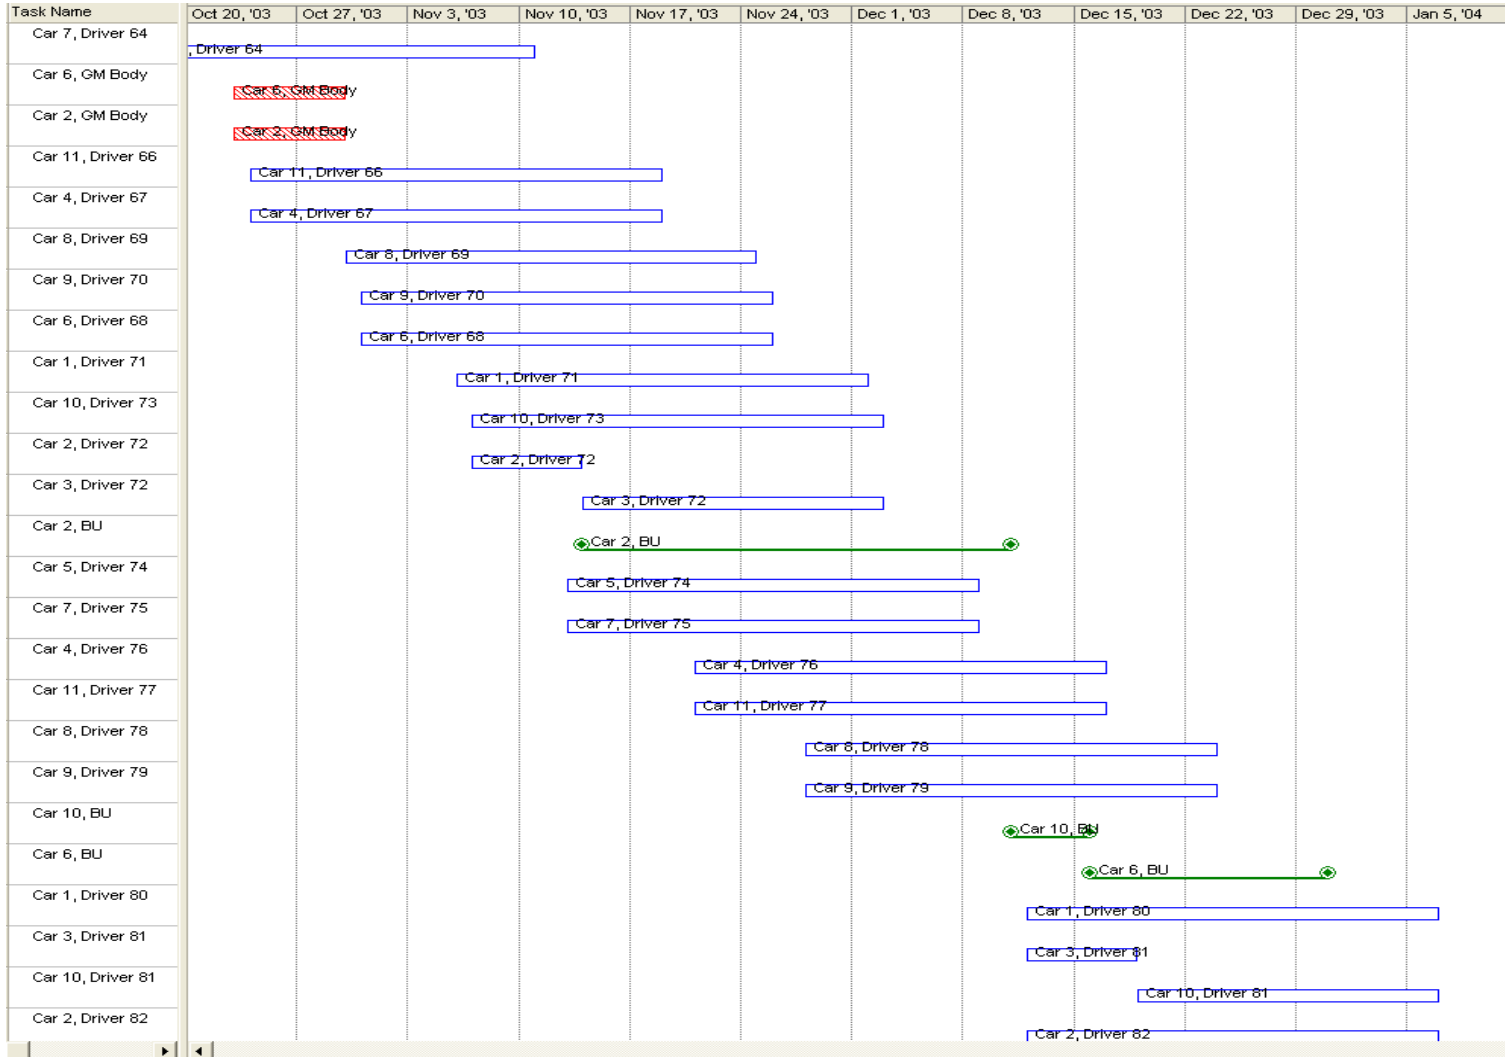 Task Name Oct 20, '03 Oct 27, '03 Nov 3, '03 Nov 10, '03 Nov 17, '03 Nov 24, '03 Dec 1, '03 Dec 8, '03 Dec 15, '03 Dec 22, '03 Dec 29, '03 Jan 5, '04
Car 7, Driver 64
, Driver 64
Car 6, GM Body
Car 6, GM Body
Car 2, GM Body
Car 2, GM Body
Car 11, Driver 66
Car 11, Driver 66
Car 4, Driver 67
Car 4, Driver 67
Car 8, Driver 69
Car 8, Driver 69
Car 9, Driver 70
Car 9, Driver 70
Car 6, Driver 68
Car 6, Driver 68
Car 1, Driver 71
Car 1, Driver 71
Car 10, Driver 73
Car 10, Driver 73
Car 2, Driver 72
Car 2, Driver 72
Car 3, Driver 72
Car 3, Driver 72
Car 2, BU
Car 2, BU
Car 5, Driver 74
Car 5, Driver 74
Car 7, Driver 75
Car 7, Driver 75
Car 4, Driver 76
Car 4, Driver 76
Car 11, Driver 77
Car 11, Driver 77
Car 8, Driver 78
Car 8, Driver 78
Car 9, Driver 79
Car 9, Driver 79
Car 10, BU
Car 10, BU
Car 6, BU
Car 6, BU
Car 1, Driver 80
Car 1, Driver 80
Car 3, Driver 81
Car 3, Driver 81
Car 10, Driver 81
Car 10, Driver 81
Car 2, Driver 82
Car 2, Driver 82